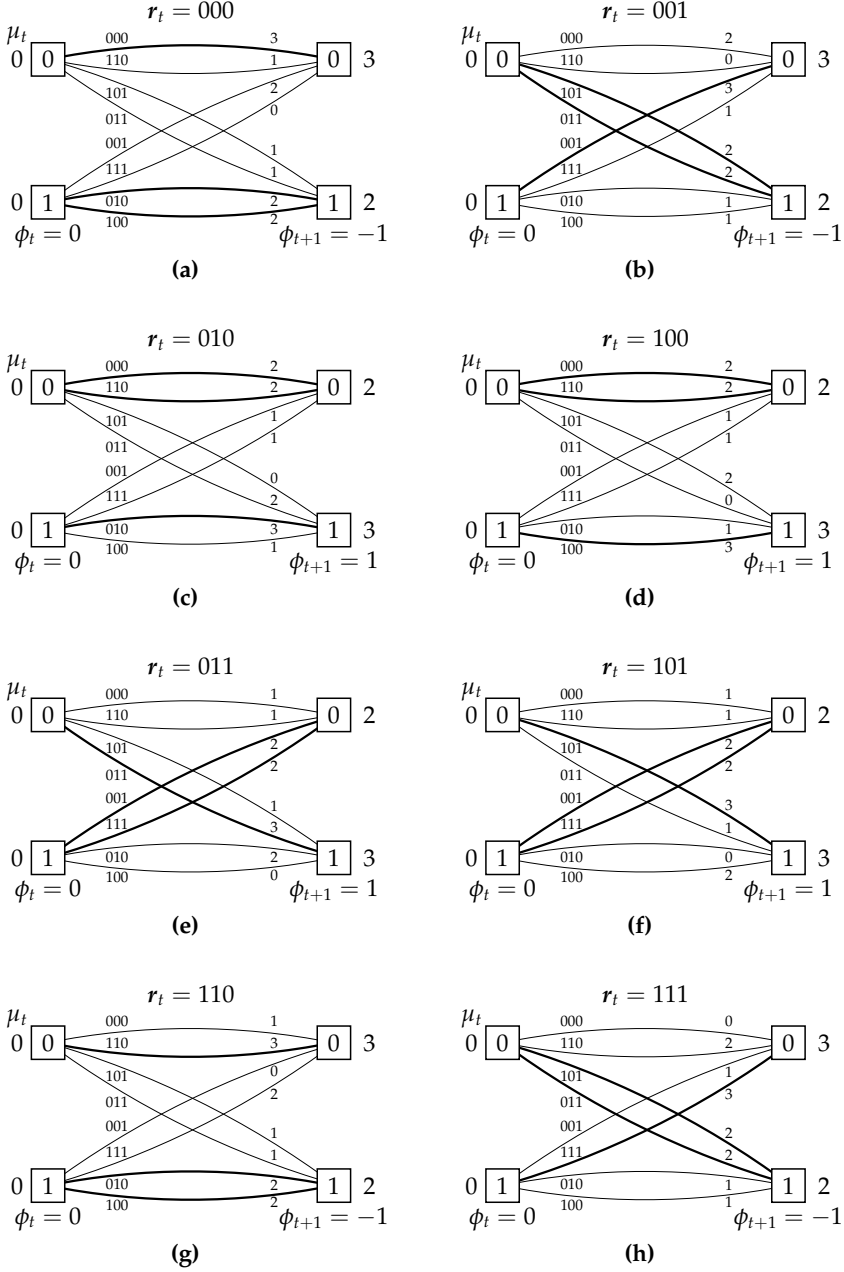 r_t = 000
μ_t
000 3
0 0 110 1 0 3
2
101
0
011
001
1
111 1
0 1 010 2 1 2
100 2
ϕ_t = 0 ϕ_{t+1} = −1
(a)
r_t = 001
μ_t
000 2
0 0 110 0 0 3
3
101
1
011
001
2
111 2
0 1 010 1 1 2
100 1
ϕ_t = 0 ϕ_{t+1} = −1
(b)
r_t = 010
μ_t
000 2
0 0 110 2 0 2
1
101
1
011
001
0
111 2
0 1 010 3 1 3
100 1
ϕ_t = 0 ϕ_{t+1} = 1
(c)
r_t = 100
μ_t
000 2
0 0 110 2 0 2
1
101
1
011
001
2
111 0
0 1 010 1 1 3
100 3
ϕ_t = 0 ϕ_{t+1} = 1
(d)
r_t = 011
μ_t
000 1
0 0 110 1 0 2
2
101
2
011
001
1
111 3
0 1 010 2 1 3
100 0
ϕ_t = 0 ϕ_{t+1} = 1
(e)
r_t = 101
μ_t
000 1
0 0 110 1 0 2
2
101
2
011
001
3
111 1
0 1 010 0 1 3
100 2
ϕ_t = 0 ϕ_{t+1} = 1
(f)
r_t = 110
μ_t
000 1
0 0 110 3 0 3
0
101
2
011
001
1
111 1
0 1 010 2 1 2
100 2
ϕ_t = 0 ϕ_{t+1} = −1
(g)
r_t = 111
μ_t
000 0
0 0 110 2 0 3
1
101
3
011
001
2
111 2
0 1 010 1 1 2
100 1
ϕ_t = 0 ϕ_{t+1} = −1
(h)